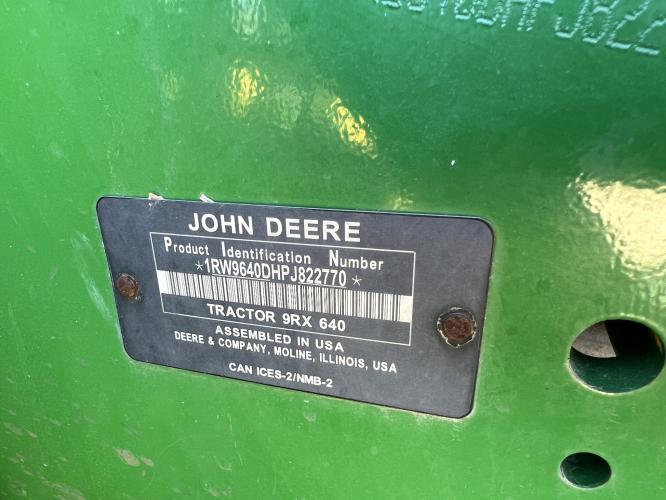 JOHN DEERE
Product Identification Number
*1RW9640DHPJ822770*
TRACTOR 9RX 640
ASSEMBLED IN USA
DEERE & COMPANY, MOLINE, ILLINOIS, USA
CAN ICES-2/NMB-2